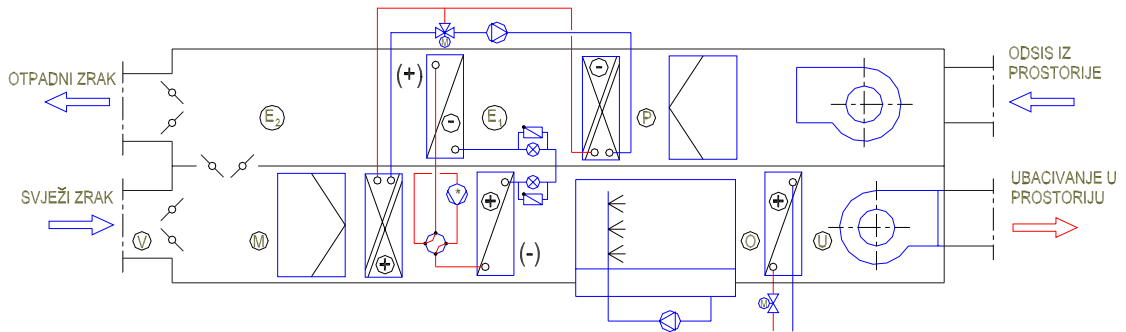 M
(+)
-
OTPADNI ZRAK
E2
-
E1
P
ODSIS IZ
PROSTORIJE
SVJEŽI ZRAK
V
M
+
*
+
(-)
O
+
U
M
UBACIVANJE U
PROSTORIJU